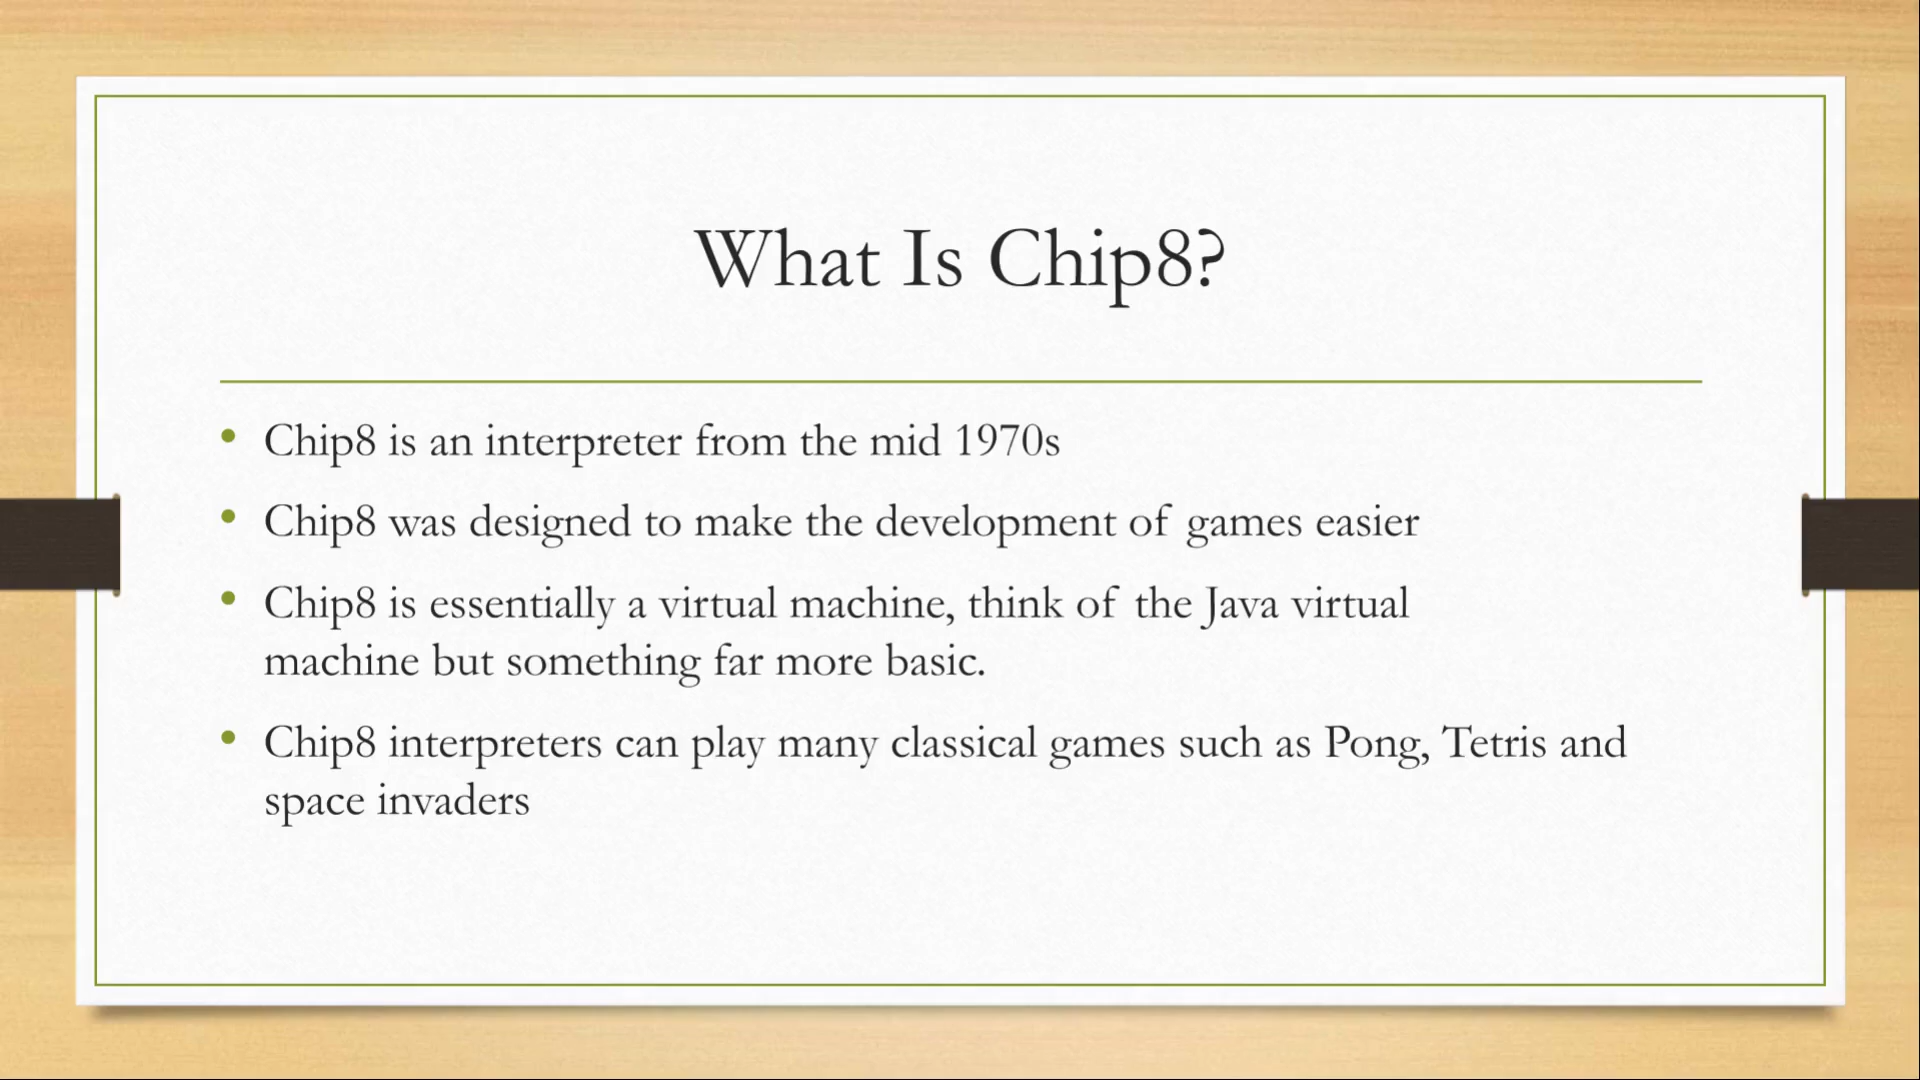 What Is Chip8?
• Chip8 is an interpreter from the mid 1970s
• Chip8 was designed to make the development of games easier
• Chip8 is essentially a virtual machine, think of the Java virtual
machine but something far more basic.
• Chip8 interpreters can play many classical games such as Pong, Tetris and
space invaders